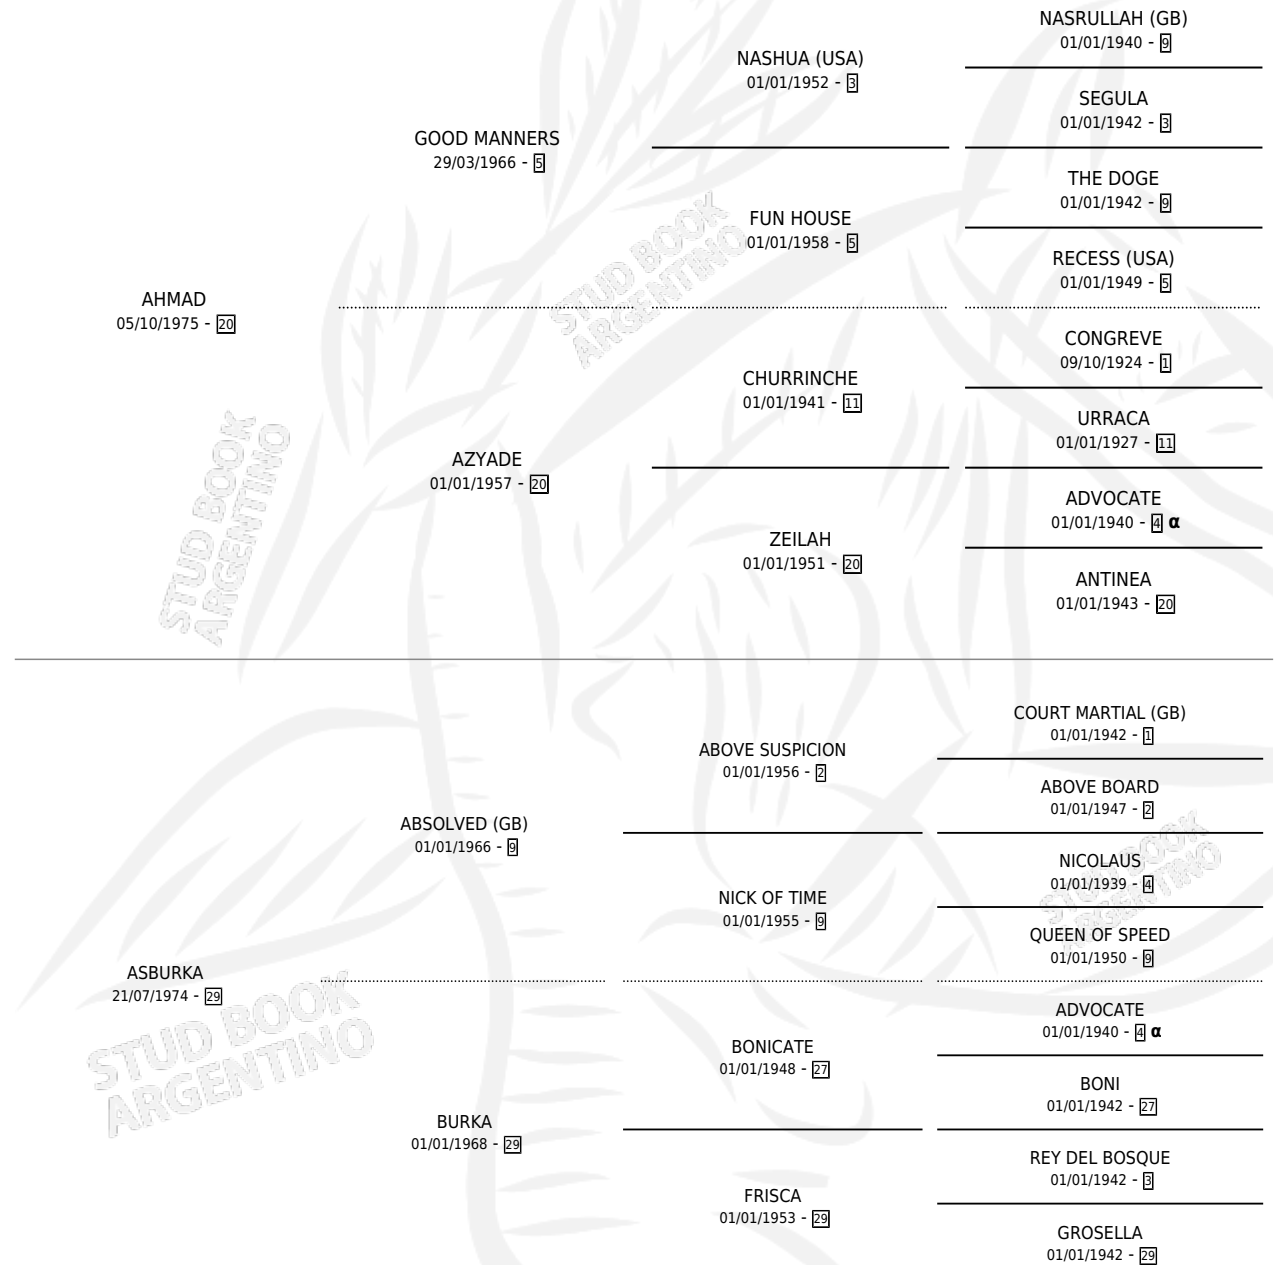 NASRULLAH (GB)
01/01/1940 - 9
NASHUA (USA)
01/01/1952 - 3
SEGULA
01/01/1942 - 3
GOOD MANNERS
29/03/1966 - 5
THE DOGE
01/01/1942 - 9
FUN HOUSE
01/01/1958 - 5
RECESS (USA)
01/01/1949 - 5
AHMAD
05/10/1975 - 20
CONGREVE
09/10/1924 - 1
CHURRINCHE
01/01/1941 - 11
URRACA
01/01/1927 - 11
AZYADE
01/01/1957 - 20
ADVOCATE
01/01/1940 - 4 α
ZEILAH
01/01/1951 - 20
ANTINEA
01/01/1943 - 20
COURT MARTIAL (GB)
01/01/1942 - 1
ABOVE SUSPICION
01/01/1956 - 2
ABOVE BOARD
01/01/1947 - 2
ABSOLVED (GB)
01/01/1966 - 9
NICOLAUS
01/01/1939 - 4
NICK OF TIME
01/01/1955 - 9
QUEEN OF SPEED
01/01/1950 - 9
ASBURKA
21/07/1974 - 29
ADVOCATE
01/01/1940 - 4 α
BONICATE
01/01/1948 - 27
BONI
01/01/1942 - 27
BURKA
01/01/1968 - 29
REY DEL BOSQUE
01/01/1942 - 3
FRISCA
01/01/1953 - 29
GROSELLA
01/01/1942 - 29
STUD BOOK
ARGENTINO
STUD BOOK
ARGENTINO
STUD BOOK
ARGENTINO
STUD BOOK
ARGENTINO